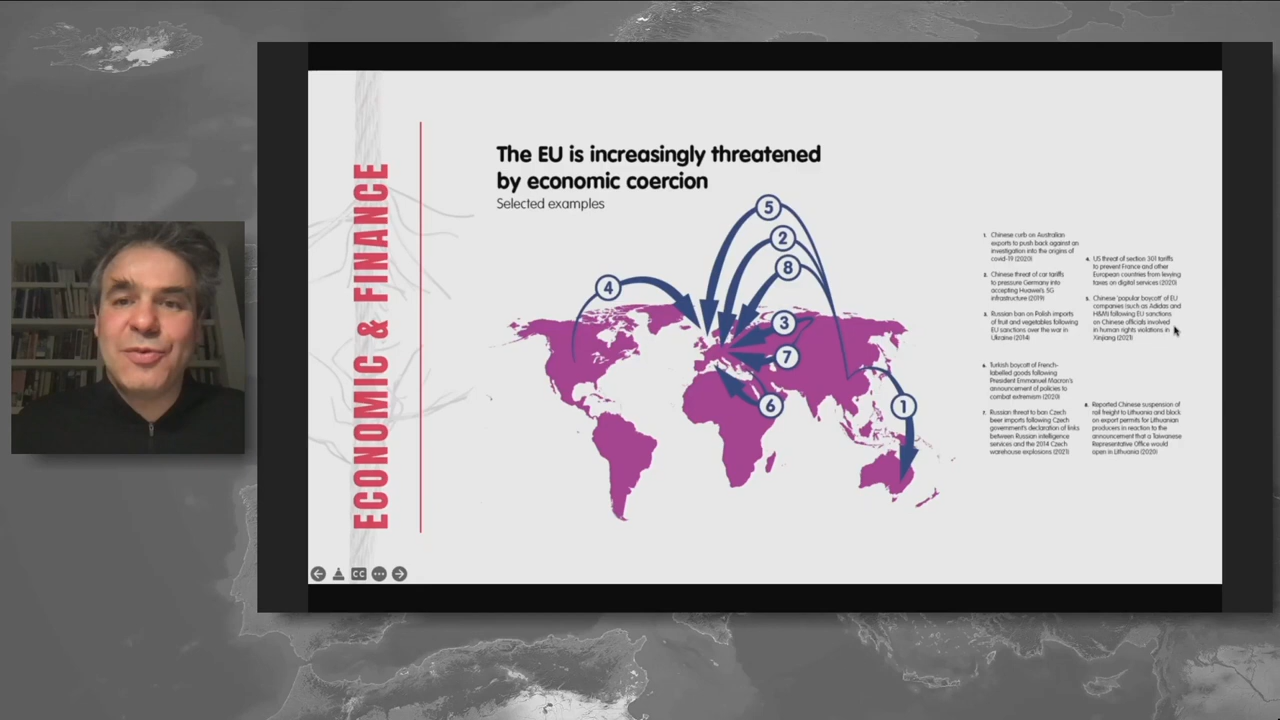 ECONOMIC & FINANCE
The EU is increasingly threatened
by economic coercion
Selected examples
5
2
8
4
3
7
6
1
1. Chinese curb on Australian
exports to push back against an
investigation into the origins of
covid-19 (2020)
2. Chinese threat of car tariffs
to pressure Germany into
accepting Huawei's 5G
infrastructure (2019)
3. Russian ban on Polish imports
of fruit and vegetables following
EU sanctions over the war in
Ukraine (2014)
4. US threat of section 301 tariffs
to prevent France and other
European countries from levying
taxes on digital services (2020)
5. Chinese 'popular boycott' of EU
companies (such as Adidas and
H&M) following EU sanctions
on Chinese officials involved
in human rights violations in
Xinjiang (2021)
6. Turkish boycott of French-
labelled goods following
President Emmanuel Macron's
announcement of policies to
combat extremism (2020)
7. Russian threat to ban Czech
beer imports following Czech
government's declaration of links
between Russian intelligence
services and the 2014 Czech
warehouse explosions (2021)
8. Reported Chinese suspension of
rail freight to Lithuania and block
on export permits for Lithuanian
producers in reaction to the
announcement that a Taiwanese
Representative Office would
open in Lithuania (2020)
CC